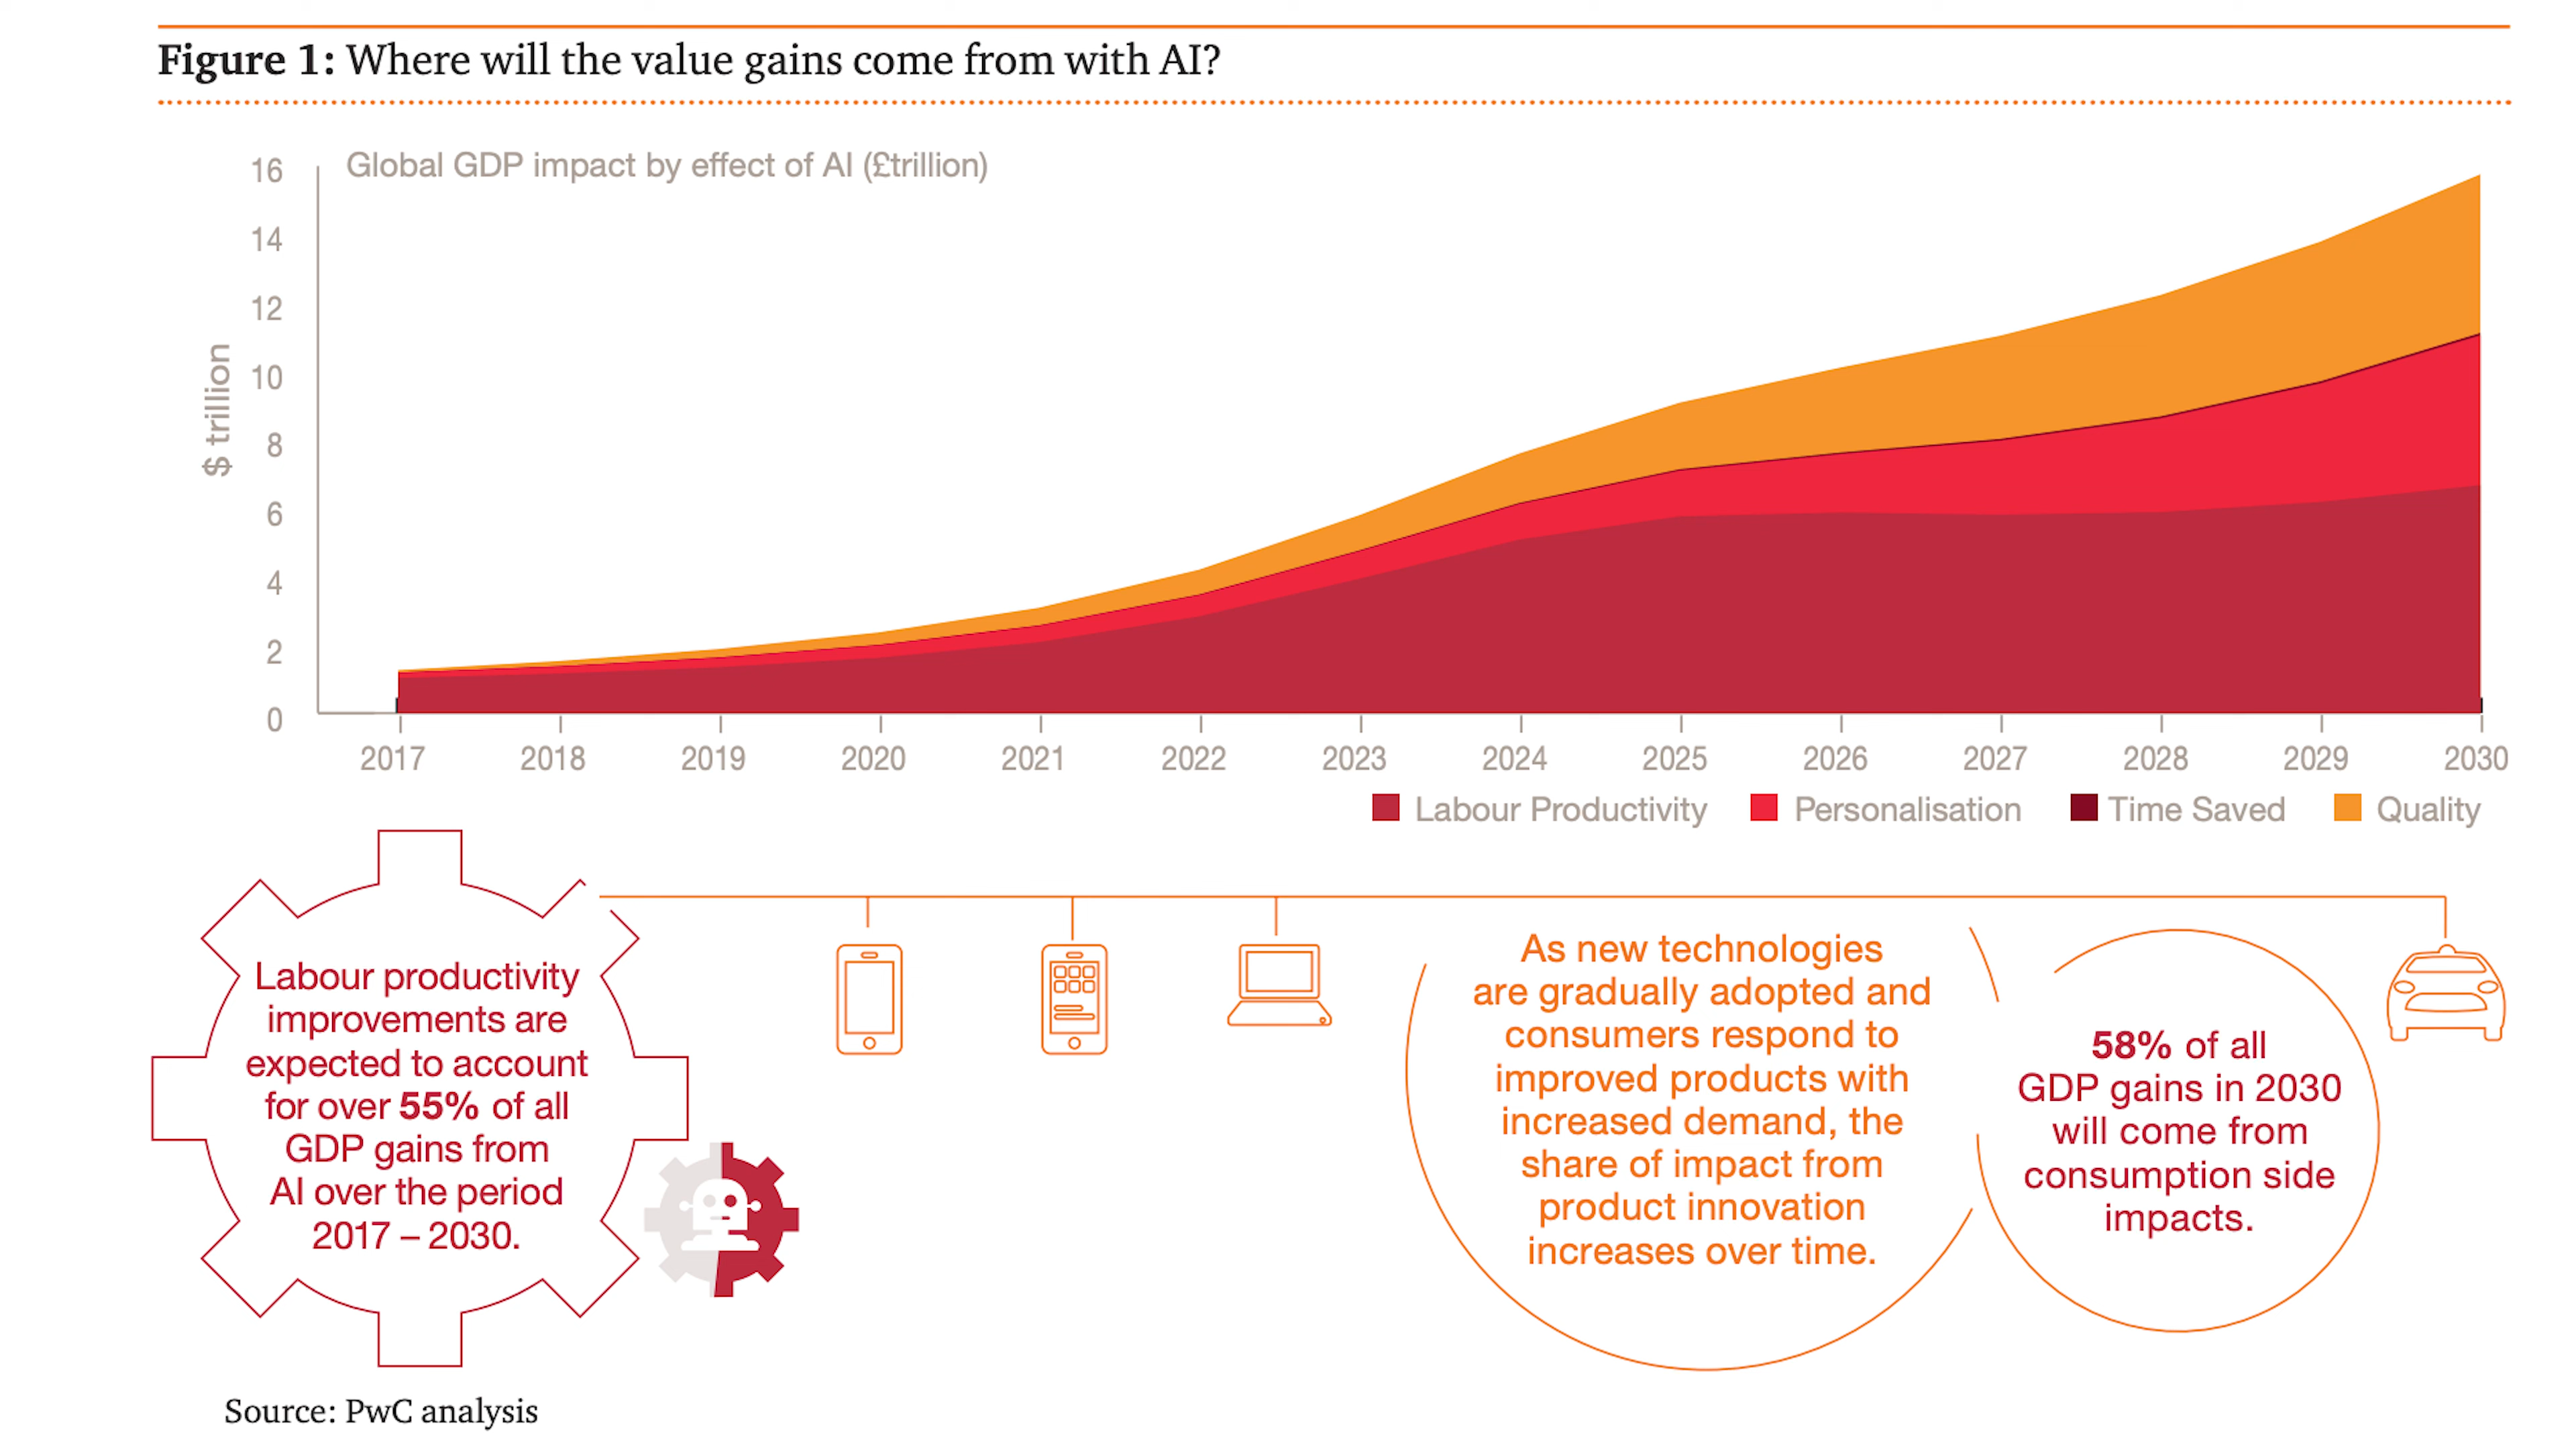 Figure 1: Where will the value gains come from with AI?
Global GDP impact by effect of AI (£trillion)
$ trillion
16
14
12
10
8
6
4
2
0
2017 2018 2019 2020 2021 2022 2023 2024 2025 2026 2027 2028 2029 2030
Labour Productivity Personalisation Time Saved Quality
Labour productivity
improvements are
expected to account
for over 55% of all
GDP gains from
AI over the period
2017 – 2030.
As new technologies
are gradually adopted and
consumers respond to
improved products with
increased demand, the
share of impact from
product innovation
increases over time.
58% of all
GDP gains in 2030
will come from
consumption side
impacts.
Source: PwC analysis